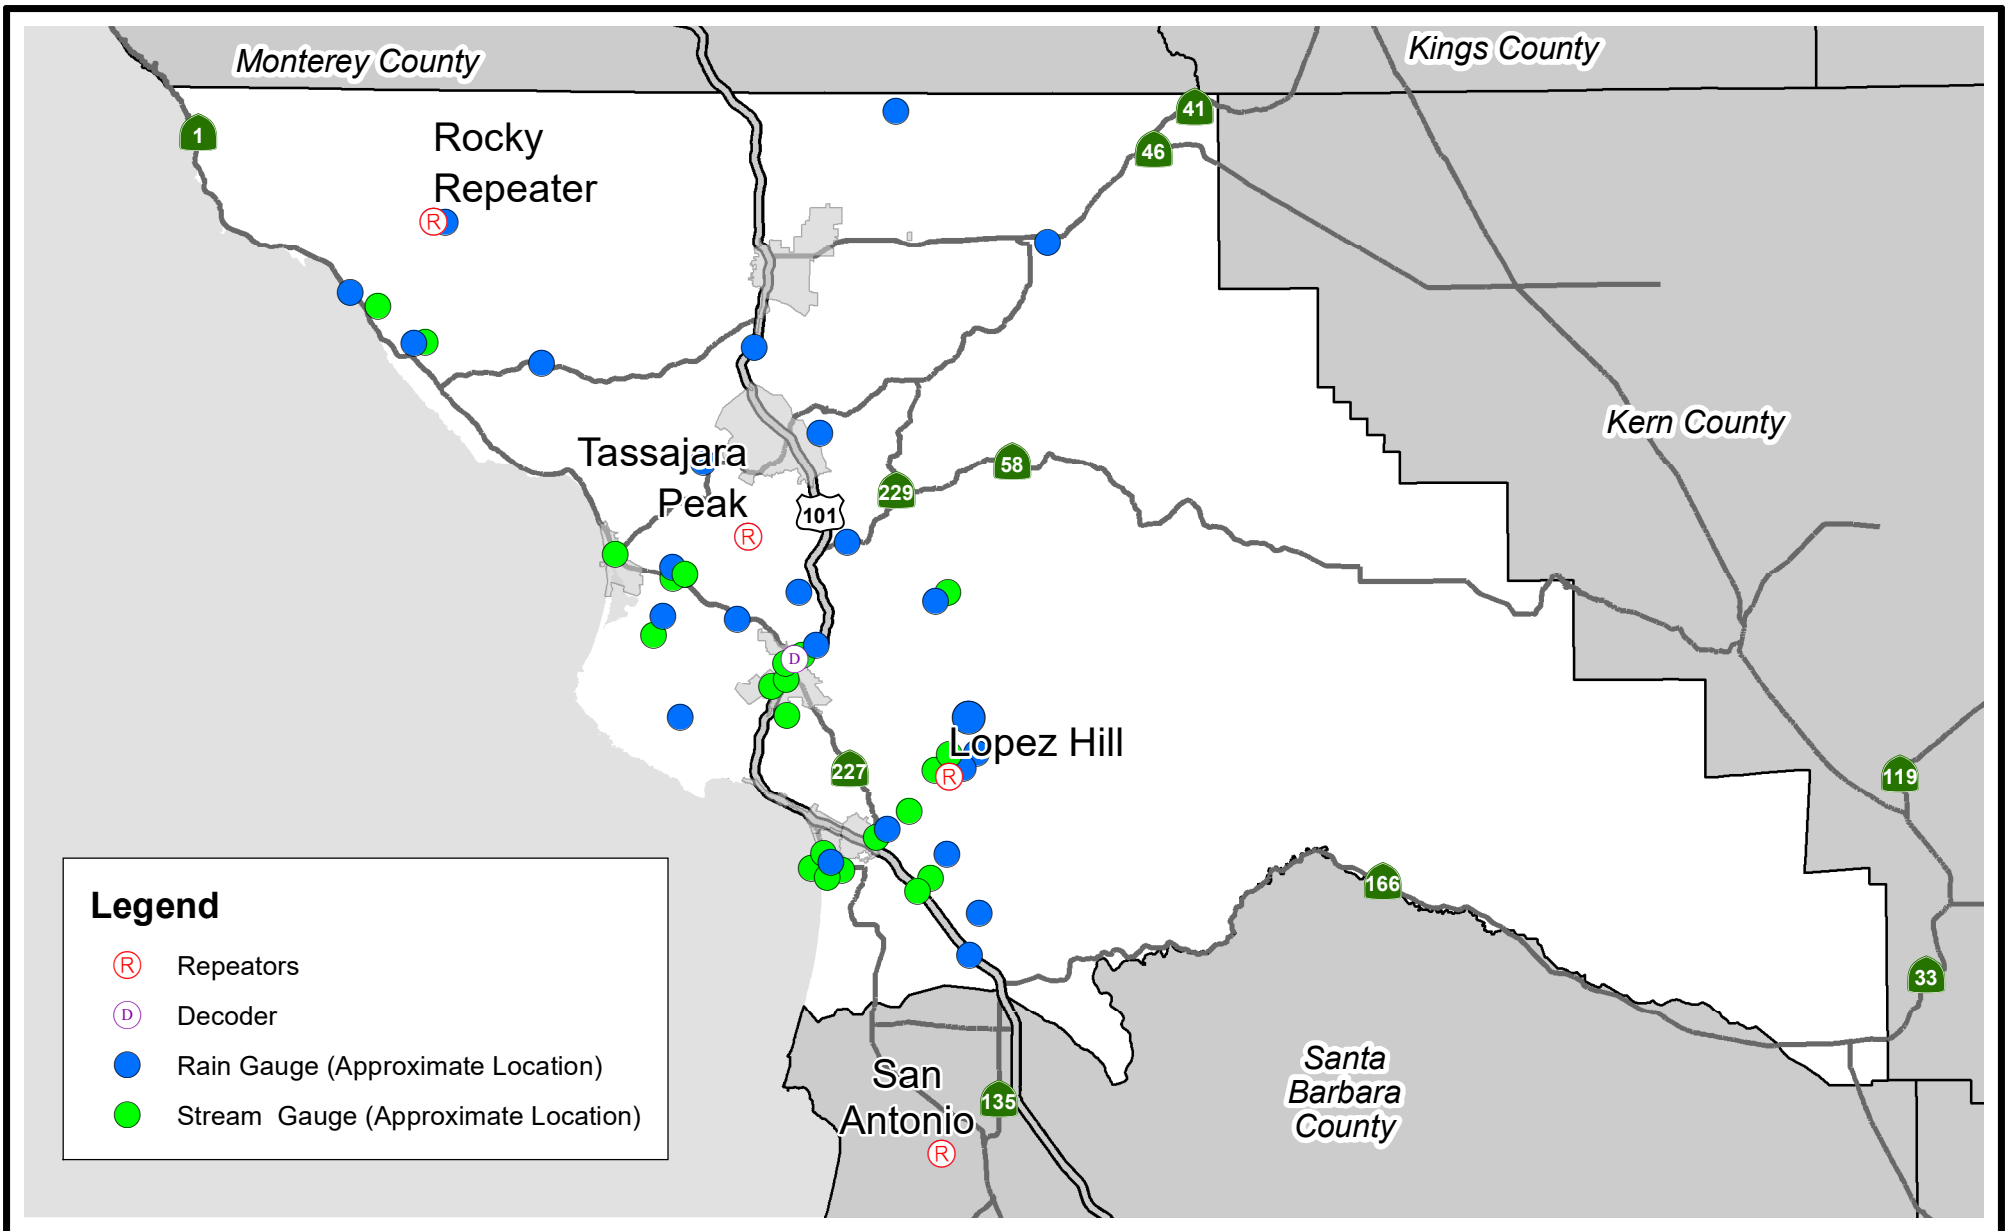 Monterey County
Kings County
41
1
Rocky
Repeater
46
R
Kern County
Tassajara
Peak
58
229
101
R
D
Lopez Hill
227
R
119
166
Legend
R Repeators
D Decoder
Rain Gauge (Approximate Location)
Stream Gauge (Approximate Location)
33
San
Antonio
135
R
Santa
Barbara
County